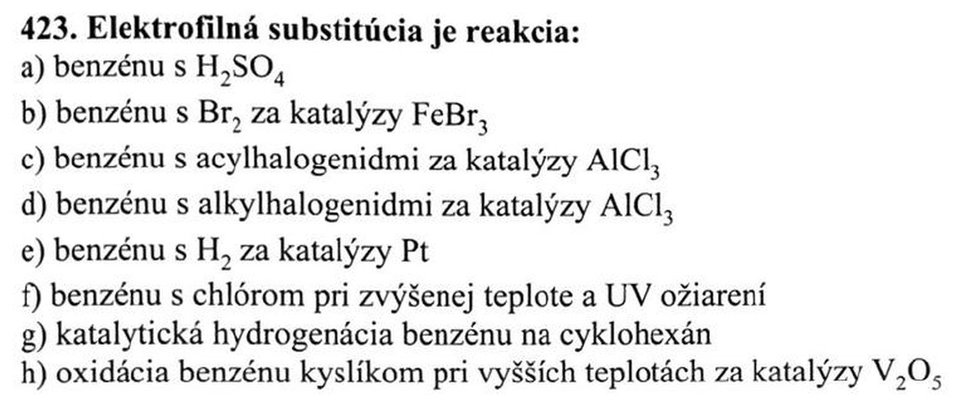 423. Elektrofilná substitúcia je reakcia:
a) benzénu s H₂SO₄
b) benzénu s Br₂ za katalýzy FeBr₃
c) benzénu s acylhalogenidmi za katalýzy AlCl₃
d) benzénu s alkylhalogenidmi za katalýzy AlCl₃
e) benzénu s H₂ za katalýzy Pt
f) benzénu s chlórom pri zvýšenej teplote a UV ožiarení
g) katalytická hydrogenácia benzénu na cyklohexán
h) oxidácia benzénu kyslíkom pri vyšších teplotách za katalýzy V₂O₅